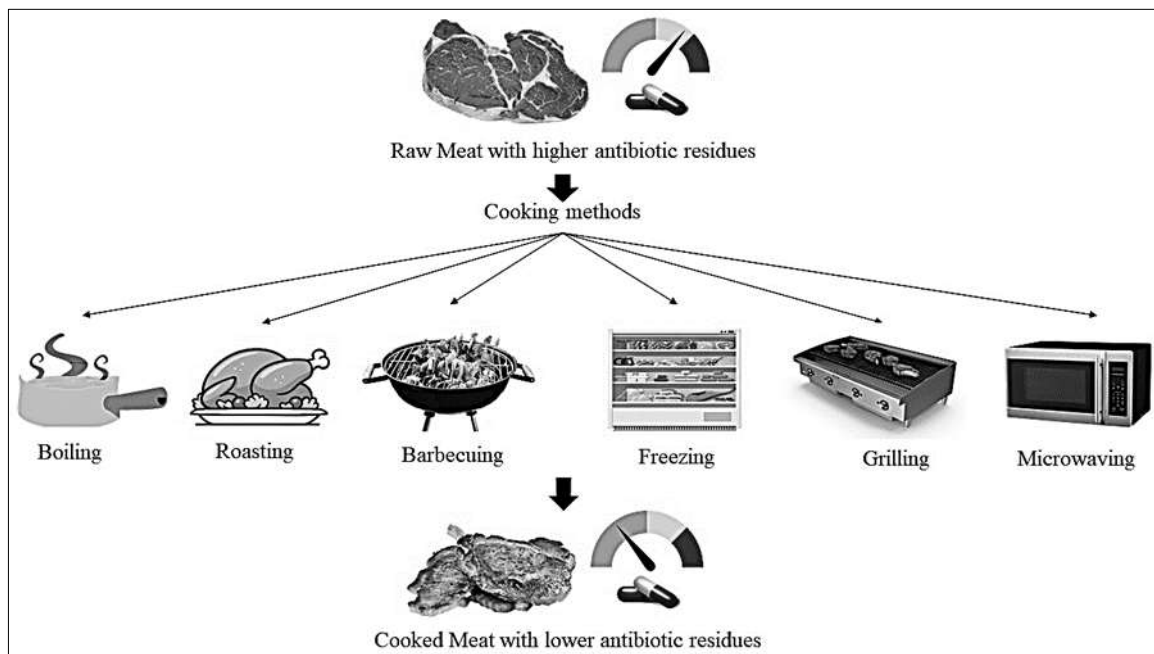 Raw Meat with higher antibiotic residues
Cooking methods
Boiling
Roasting
Barbecuing
Freezing
Grilling
Microwaving
Cooked Meat with lower antibiotic residues